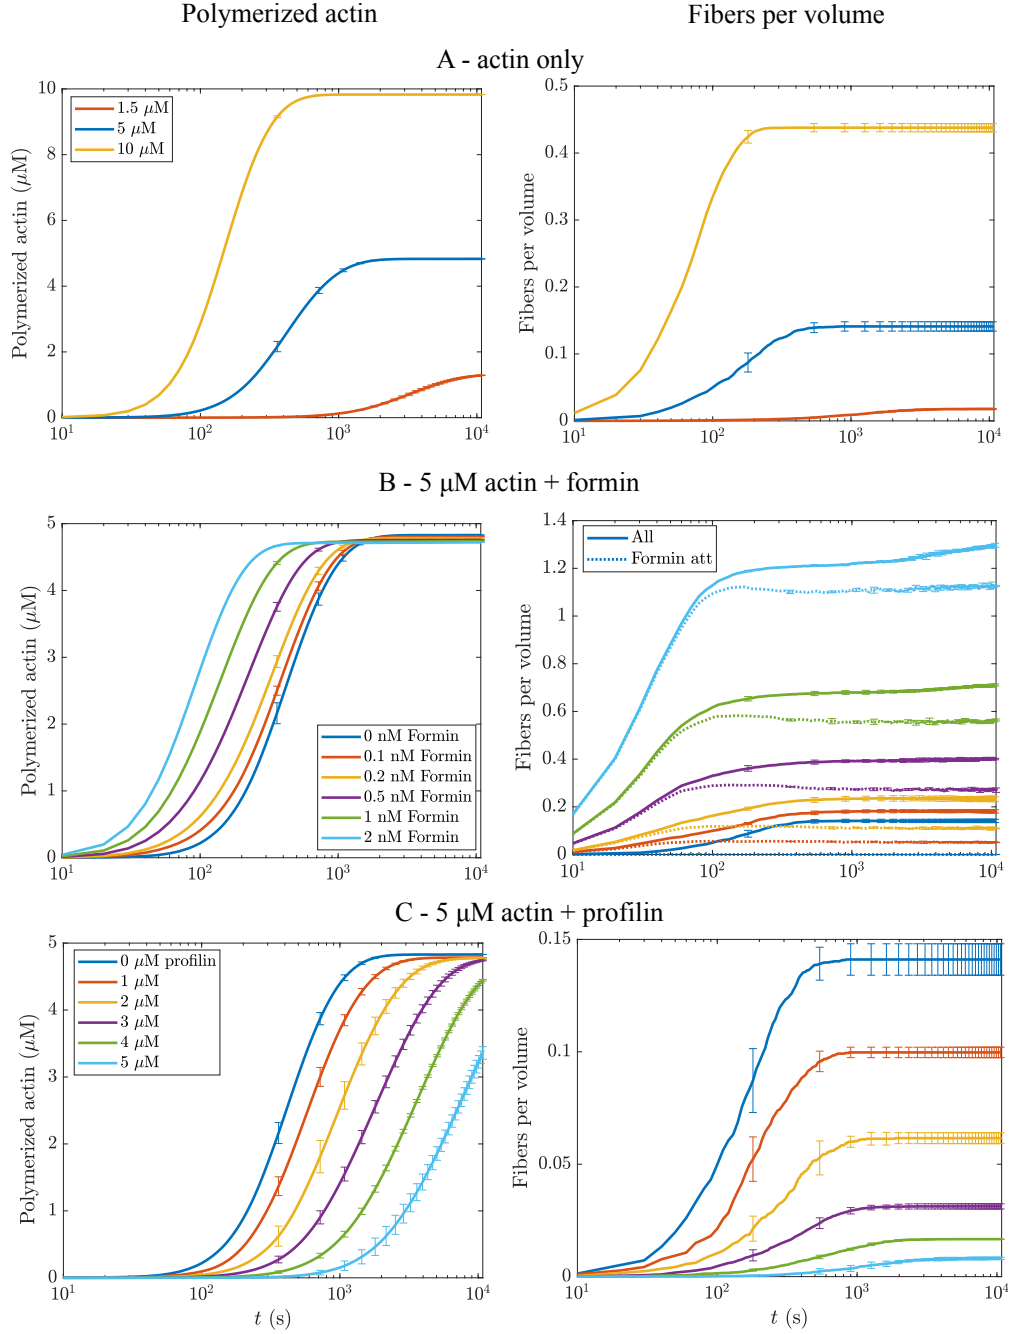 Polymerized actin
Fibers per volume
A - actin only
Polymerized actin (μM)
10
8
6
4
2
0
1.5 μM
5 μM
10 μM
10^1
10^2
10^3
10^4
Fibers per volume
0.5
0.4
0.3
0.2
0.1
0
10^1
10^2
10^3
10^4
B - 5 μM actin + formin
Polymerized actin (μM)
5
4
3
2
1
0
0 nM Formin
0.1 nM Formin
0.2 nM Formin
0.5 nM Formin
1 nM Formin
2 nM Formin
10^1
10^2
10^3
10^4
Fibers per volume
1.4
1.2
1
0.8
0.6
0.4
0.2
0
All
Formin att
10^1
10^2
10^3
10^4
C - 5 μM actin + profilin
Polymerized actin (μM)
5
4
3
2
1
0
0 μM profilin
1 μM
2 μM
3 μM
4 μM
5 μM
10^1
10^2
10^3
10^4
t (s)
Fibers per volume
0.15
0.1
0.05
0
10^1
10^2
10^3
10^4
t (s)